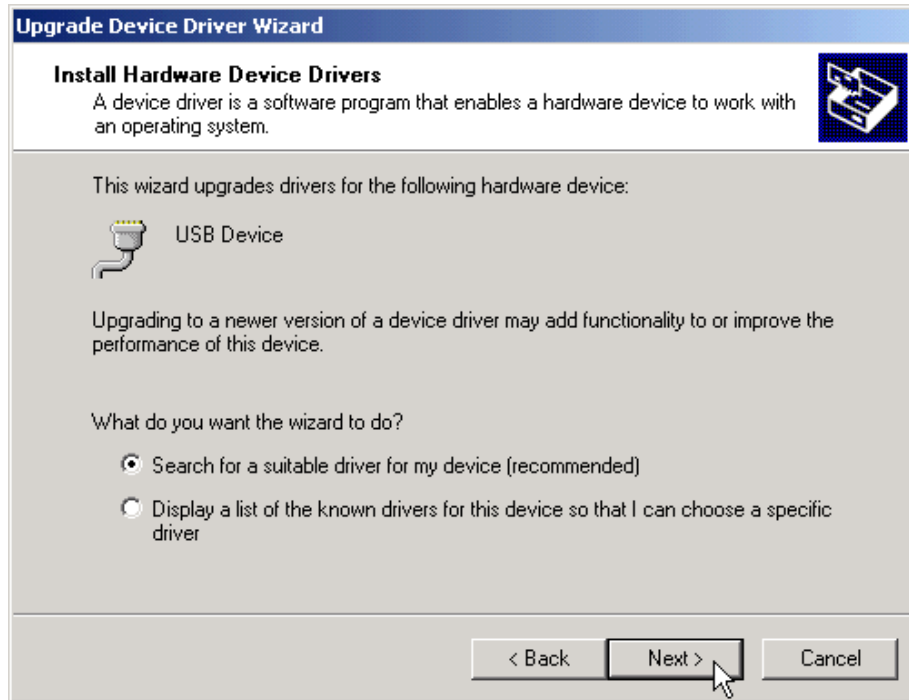 Upgrade Device Driver Wizard
Install Hardware Device Drivers
A device driver is a software program that enables a hardware device to work with
an operating system.
This wizard upgrades drivers for the following hardware device:
USB Device
Upgrading to a newer version of a device driver may add functionality to or improve the
performance of this device.
What do you want the wizard to do?
Search for a suitable driver for my device (recommended)
Display a list of the known drivers for this device so that I can choose a specific
driver
< Back
Next >
Cancel